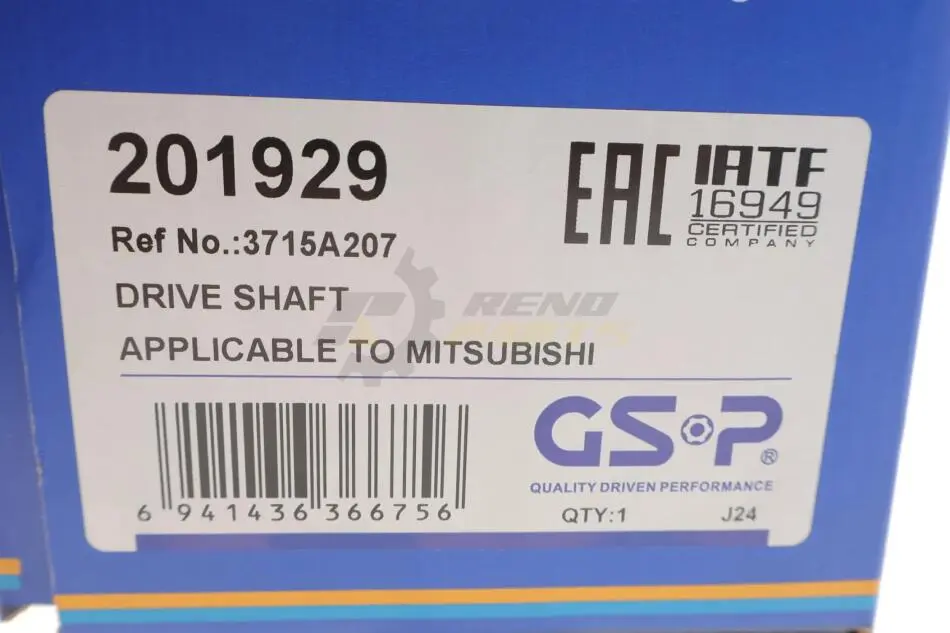 201929
Ref No.:3715A207
DRIVE SHAFT
APPLICABLE TO MITSUBISHI
EAC
IATF
16949
CERTIFIED
COMPANY
RENO
PARTS
GSP®
QUALITY DRIVEN PERFORMANCE
QTY:1 J24
6 941436 366756